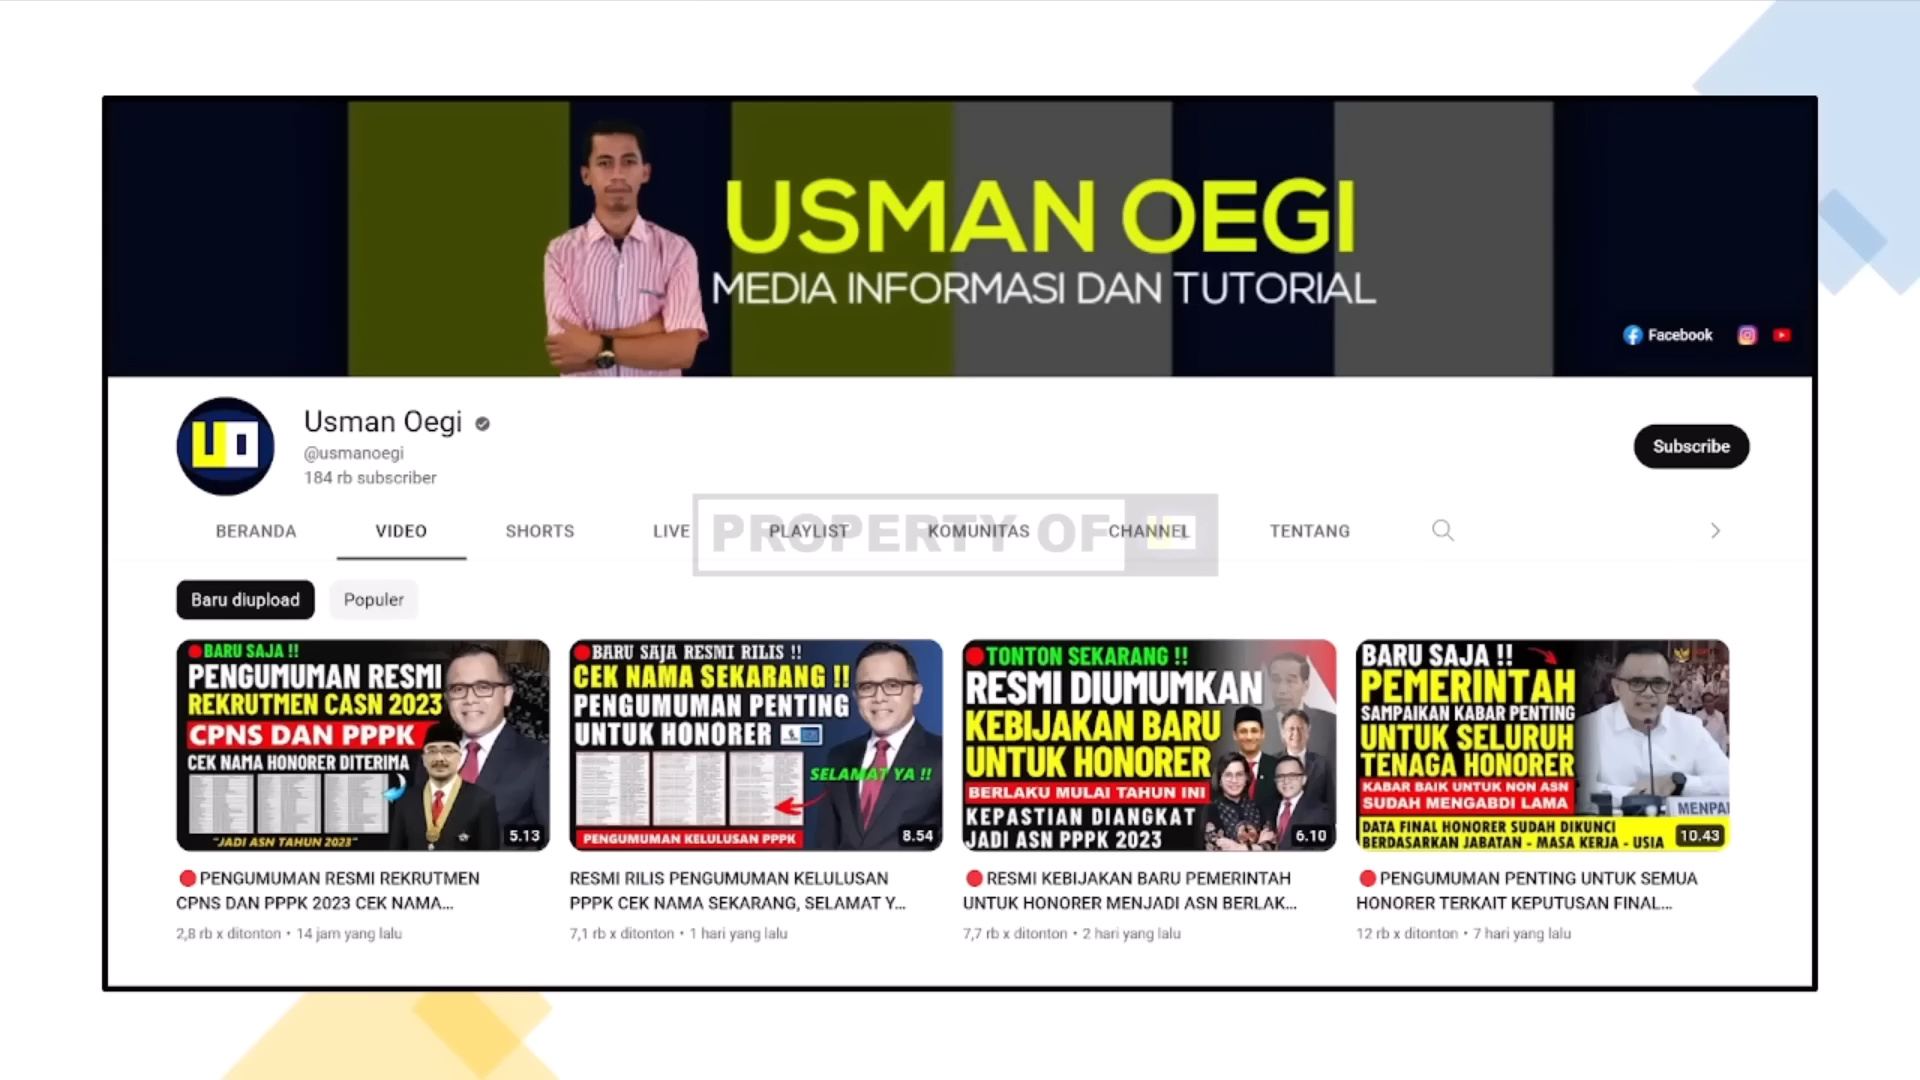 USMAN OEGI
MEDIA INFORMASI DAN TUTORIAL
Facebook
UO
Usman Oegi
@usmanoegi
184 rb subscriber
Subscribe
BERANDA VIDEO SHORTS LIVE PLAYLIST KOMUNITAS CHANNEL TENTANG
PROPERTY OF
Baru diupload Populer
BARU SAJA !!
PENGUMUMAN RESMI
REKRUTMEN CASN 2023
CPNS DAN PPPK
CEK NAMA HONORER DITERIMA
"JADI ASN TAHUN 2023"
5.13
BARU SAJA RESMI RILIS !!
CEK NAMA SEKARANG !!
PENGUMUMAN PENTING
UNTUK HONORER
SELAMAT YA !!
PENGUMUMAN KELULUSAN PPPK
8.54
TONTON SEKARANG !!
RESMI DIUMUMKAN
KEBIJAKAN BARU
UNTUK HONORER
BERLAKU MULAI TAHUN INI
KEPASTIAN DIANGKAT
JADI ASN PPPK 2023
6.10
BARU SAJA !!
PEMERINTAH
SAMPAIKAN KABAR PENTING
UNTUK SELURUH
TENAGA HONORER
KABAR BAIK UNTUK NON ASN
SUDAH MENGABDI LAMA
MENPA
DATA FINAL HONORER SUDAH DIKUNCI
BERDASARKAN JABATAN - MASA KERJA - USIA
10.43
PENGUMUMAN RESMI REKRUTMEN
CPNS DAN PPPK 2023 CEK NAMA...
2,8 rb x ditonton • 14 jam yang lalu
RESMI RILIS PENGUMUMAN KELULUSAN
PPPK CEK NAMA SEKARANG, SELAMAT Y...
7,1 rb x ditonton • 1 hari yang lalu
RESMI KEBIJAKAN BARU PEMERINTAH
UNTUK HONORER MENJADI ASN BERLAK...
7,7 rb x ditonton • 2 hari yang lalu
PENGUMUMAN PENTING UNTUK SEMUA
HONORER TERKAIT KEPUTUSAN FINAL...
12 rb x ditonton • 7 hari yang lalu